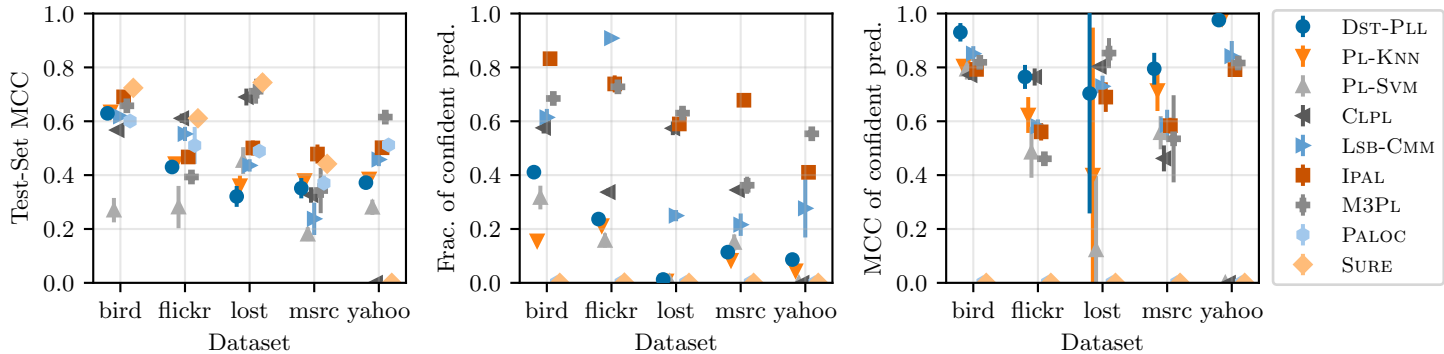 Test-Set MCC
1.0
0.8
0.6
0.4
0.2
0.0
bird flickr lost msrc yahoo
Dataset
Frac. of confident pred.
1.0
0.8
0.6
0.4
0.2
0.0
bird flickr lost msrc yahoo
Dataset
MCC of confident pred.
1.0
0.8
0.6
0.4
0.2
0.0
bird flickr lost msrc yahoo
Dataset
DST-PLL
PL-KNN
PL-SVM
CLPL
LSB-CMM
IPAL
M3PL
PALOC
SURE